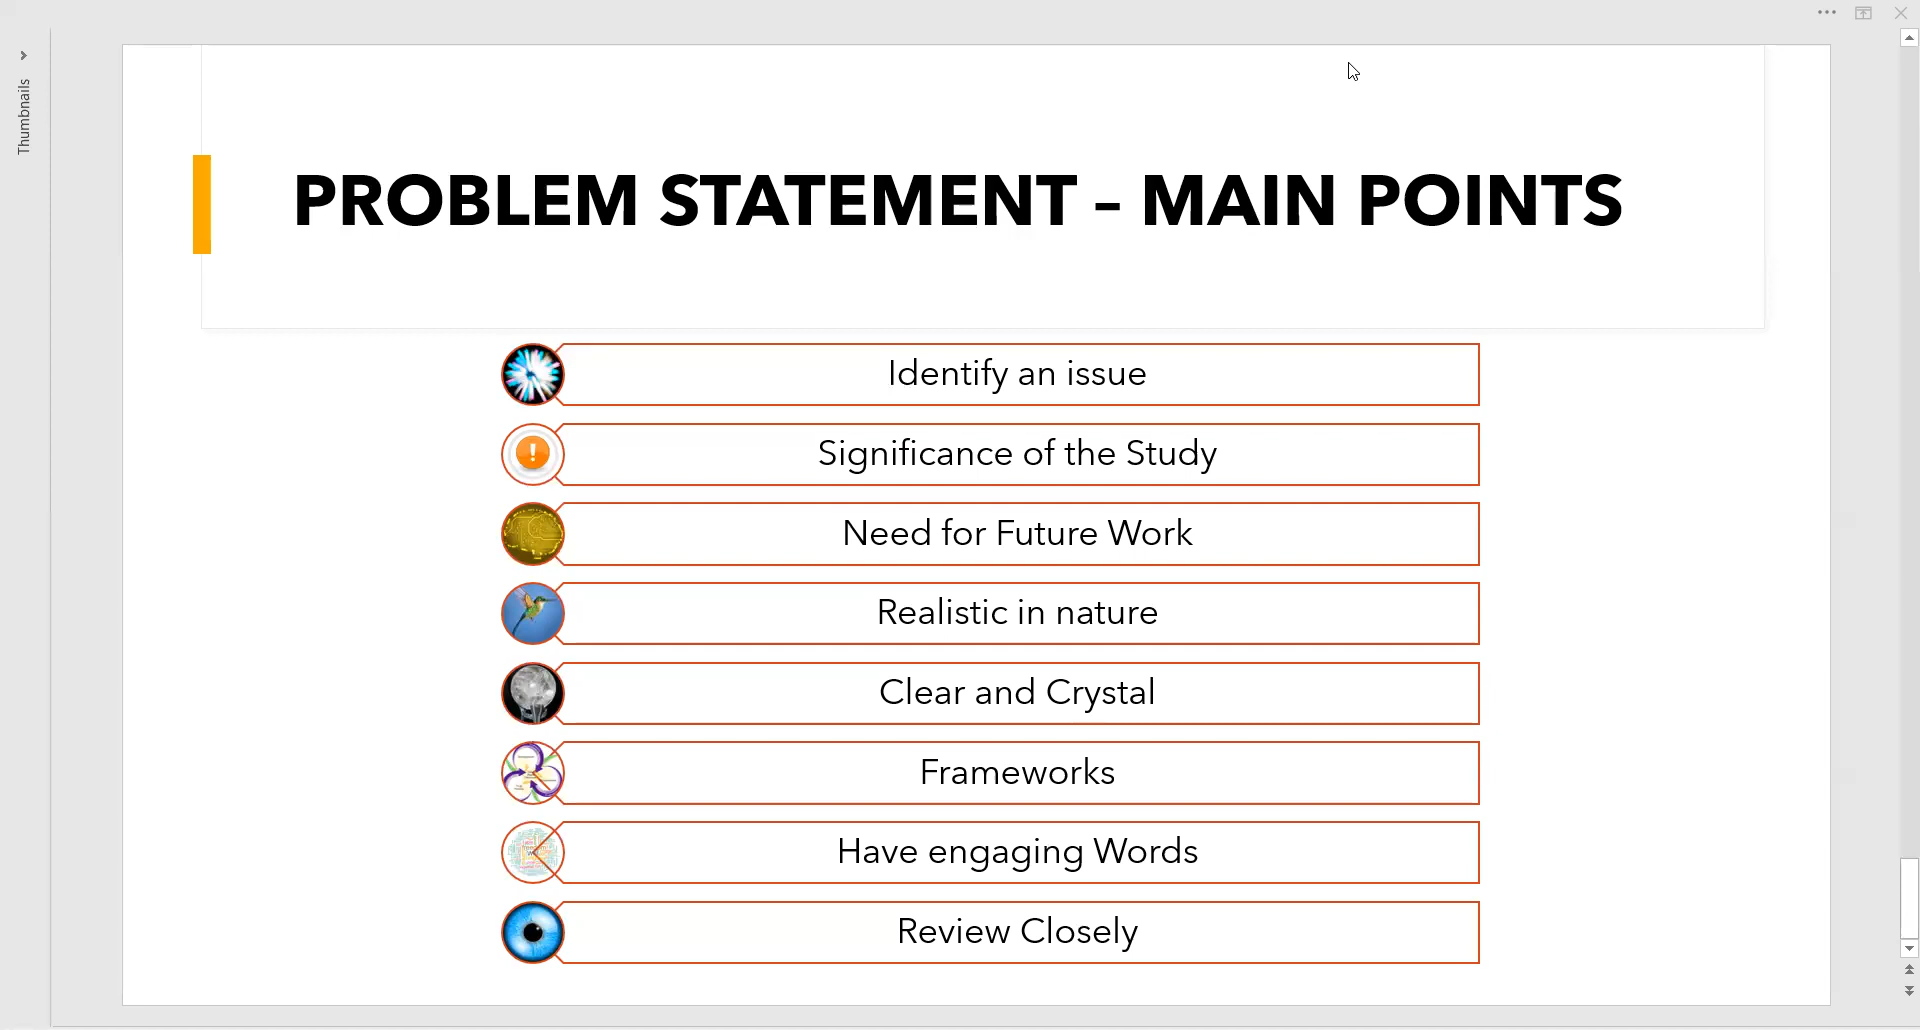 Thumbnails
PROBLEM STATEMENT – MAIN POINTS
Identify an issue
Significance of the Study
Need for Future Work
Realistic in nature
Clear and Crystal
Frameworks
Have engaging Words
Review Closely